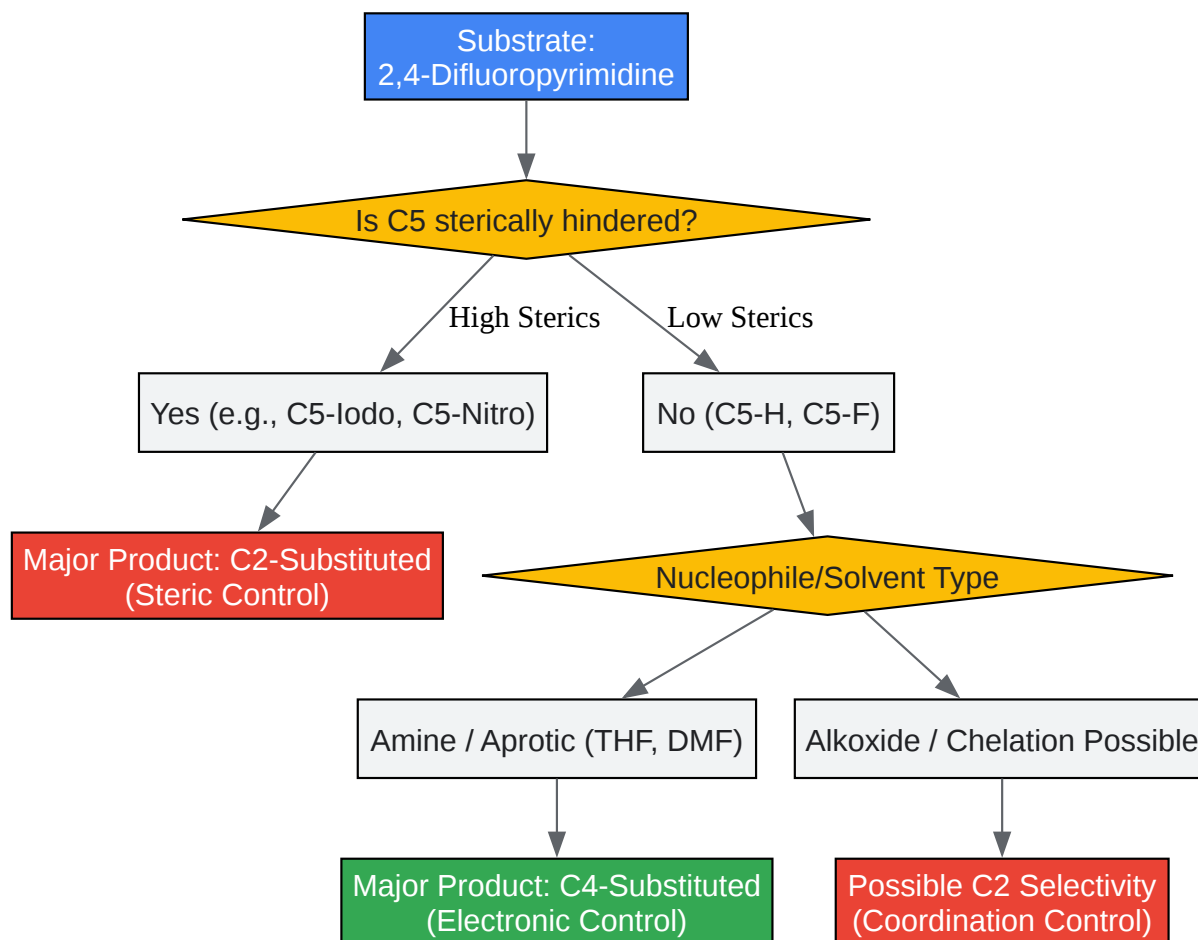 Substrate:
2,4-Difluoropyrimidine
Is C5 sterically hindered?
High Sterics
Low Sterics
Yes (e.g., C5-Iodo, C5-Nitro)
No (C5-H, C5-F)
Major Product: C2-Substituted
(Steric Control)
Nucleophile/Solvent Type
Amine / Aprotic (THF, DMF)
Alkoxide / Chelation Possible
Major Product: C4-Substituted
(Electronic Control)
Possible C2 Selectivity
(Coordination Control)